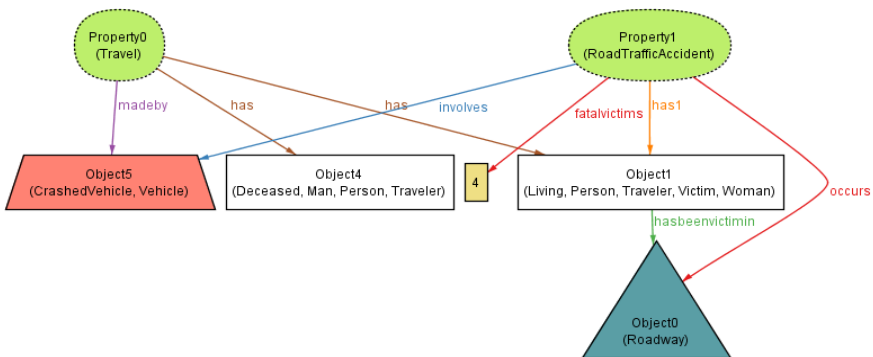 Property0
(Travel)
Property1
(RoadTrafficAccident)
madeby
has
has
involves
fatalvictims
has1
Object5
(CrashedVehicle, Vehicle)
Object4
(Deceased, Man, Person, Traveler)
4
Object1
(Living, Person, Traveler, Victim, Woman)
occurs
hasbeenvictimin
Object0
(Roadway)